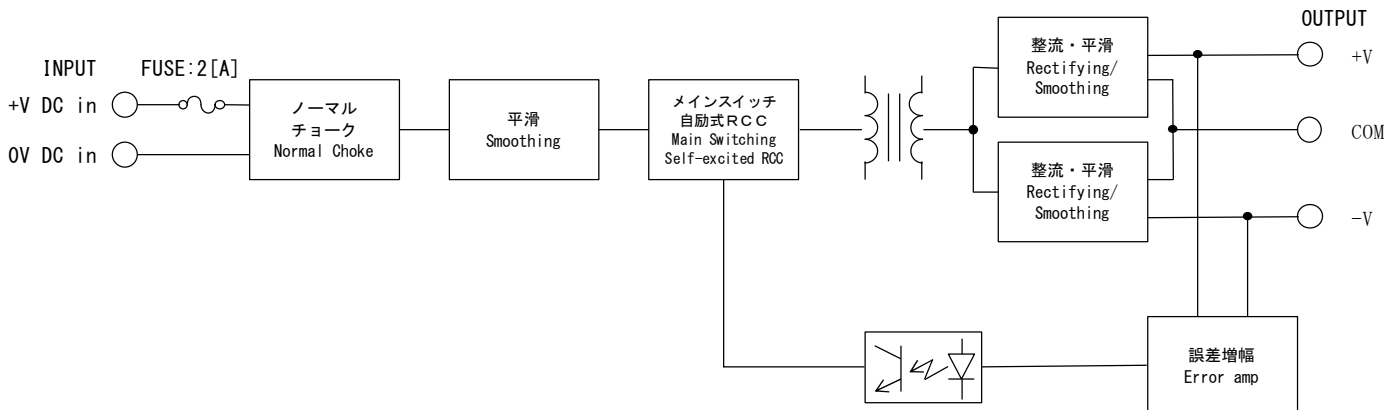 INPUT
FUSE:2[A]
+V DC in
0V DC in
ノーマル
チョーク
Normal Choke
平滑
Smoothing
メインスイッチ
自励式RCC
Main Switching
Self-excited RCC
整流・平滑
Rectifying/
Smoothing
整流・平滑
Rectifying/
Smoothing
OUTPUT
+V
COM
-V
誤差増幅
Error amp